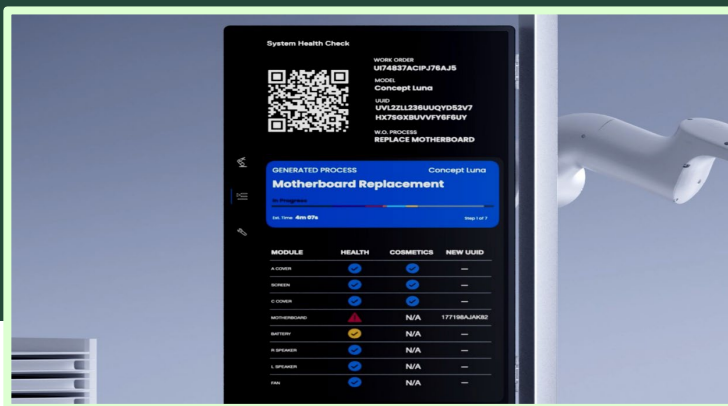 System Health Check
WORK ORDER
UI74837ACIPJ76AJ5
MODEL
Concept Luna
UUID
UVL2ZLL236UUQYD52V7
HX7SGXBUVVFY6F6UY
W.O. PROCESS
REPLACE MOTHERBOARD
GENERATED PROCESS Concept Luna
Motherboard Replacement
In Progress
Est. Time 4m 07s Step 1 of 7
MODULE HEALTH COSMETICS NEW UUID
A COVER —
SCREEN —
C COVER —
MOTHERBOARD N/A 177198AJAK82
BATTERY N/A —
R SPEAKER N/A —
L SPEAKER N/A —
FAN N/A —